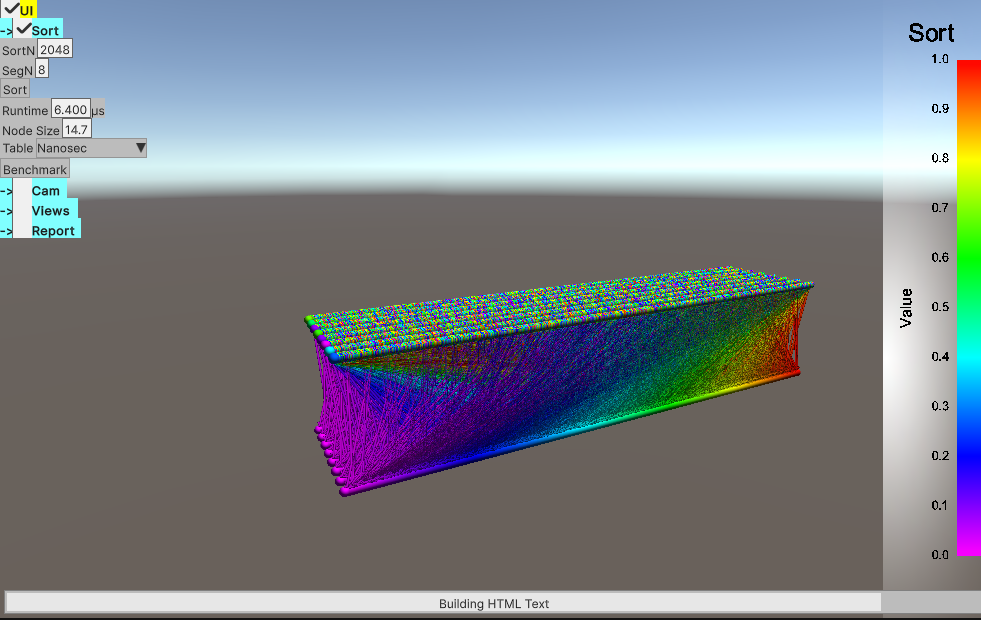 UI
-> Sort
SortN 2048
SegN 8
Sort
Runtime 6.400 µs
Node Size 14.7
Table Nanosec
Benchmark
-> Cam
-> Views
-> Report
Sort
1.0
0.9
0.8
0.7
0.6
0.5
0.4
0.3
0.2
0.1
0.0
Value
Building HTML Text